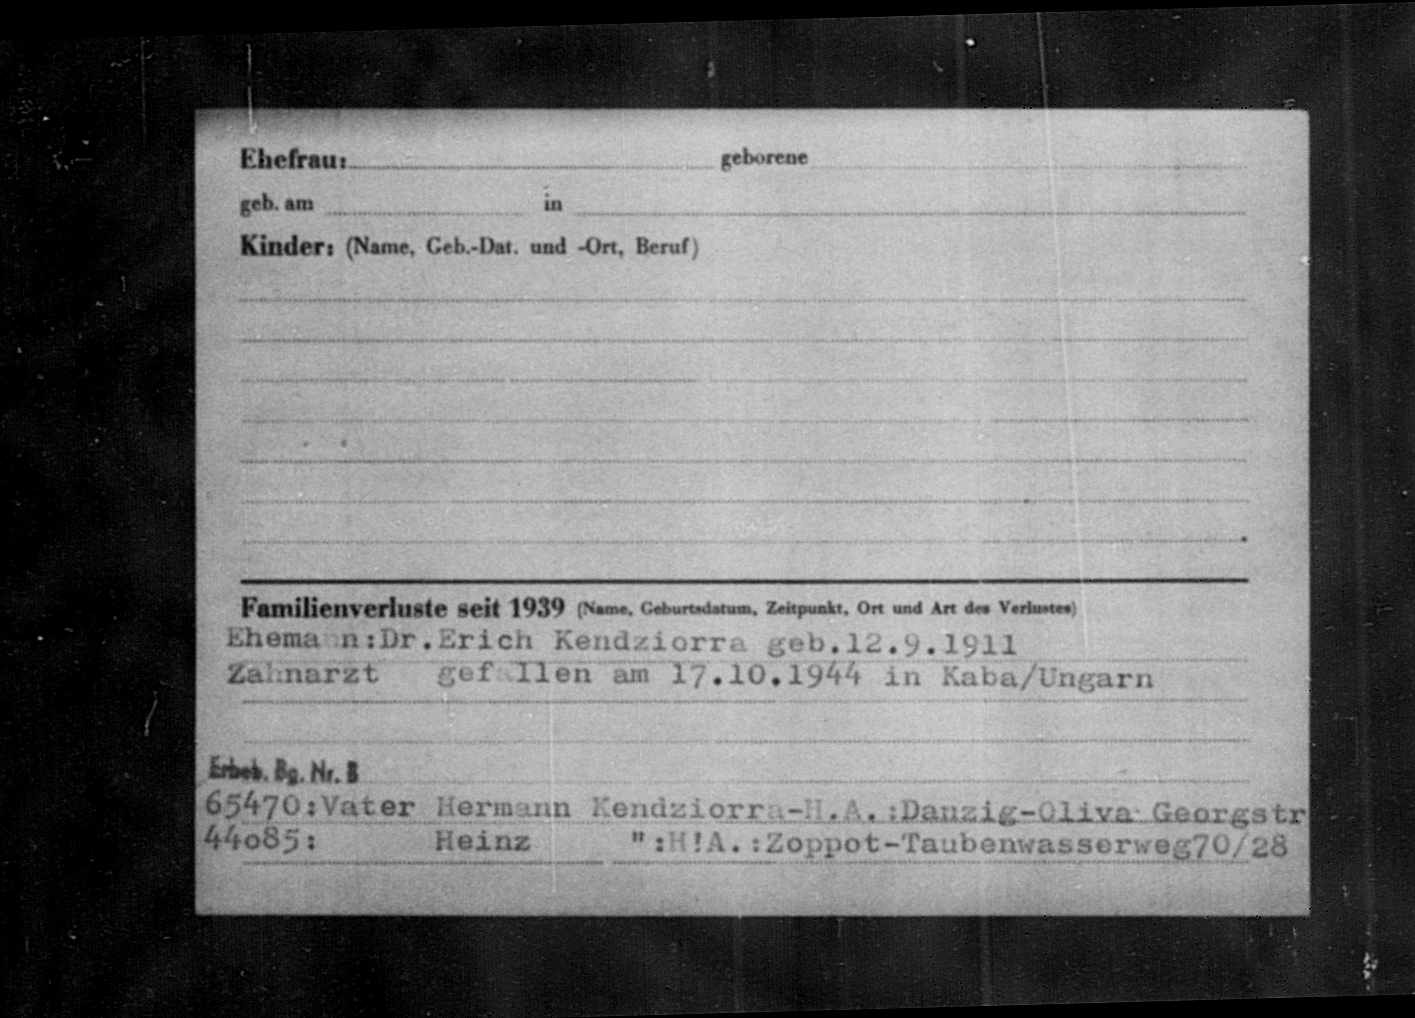 Ehefrau: geborene
geb. am in
Kinder: (Name, Geb.-Dat. und -Ort, Beruf)
Familienverluste seit 1939 (Name, Geburtsdatum, Zeitpunkt, Ort und Art des Verlustes)
Ehemann:Dr.Erich Kendziorra geb.12.9.1911
Zahnarzt gefallen am 17.10.1944 in Kaba/Ungarn
Erheb. Bg. Nr. B
65470:Vater Hermann Kendziorra-H.A.:Danzig-Oliva Georgstr
44o85: Heinz ":H!A.:Zoppot-Taubenwasserweg70/28